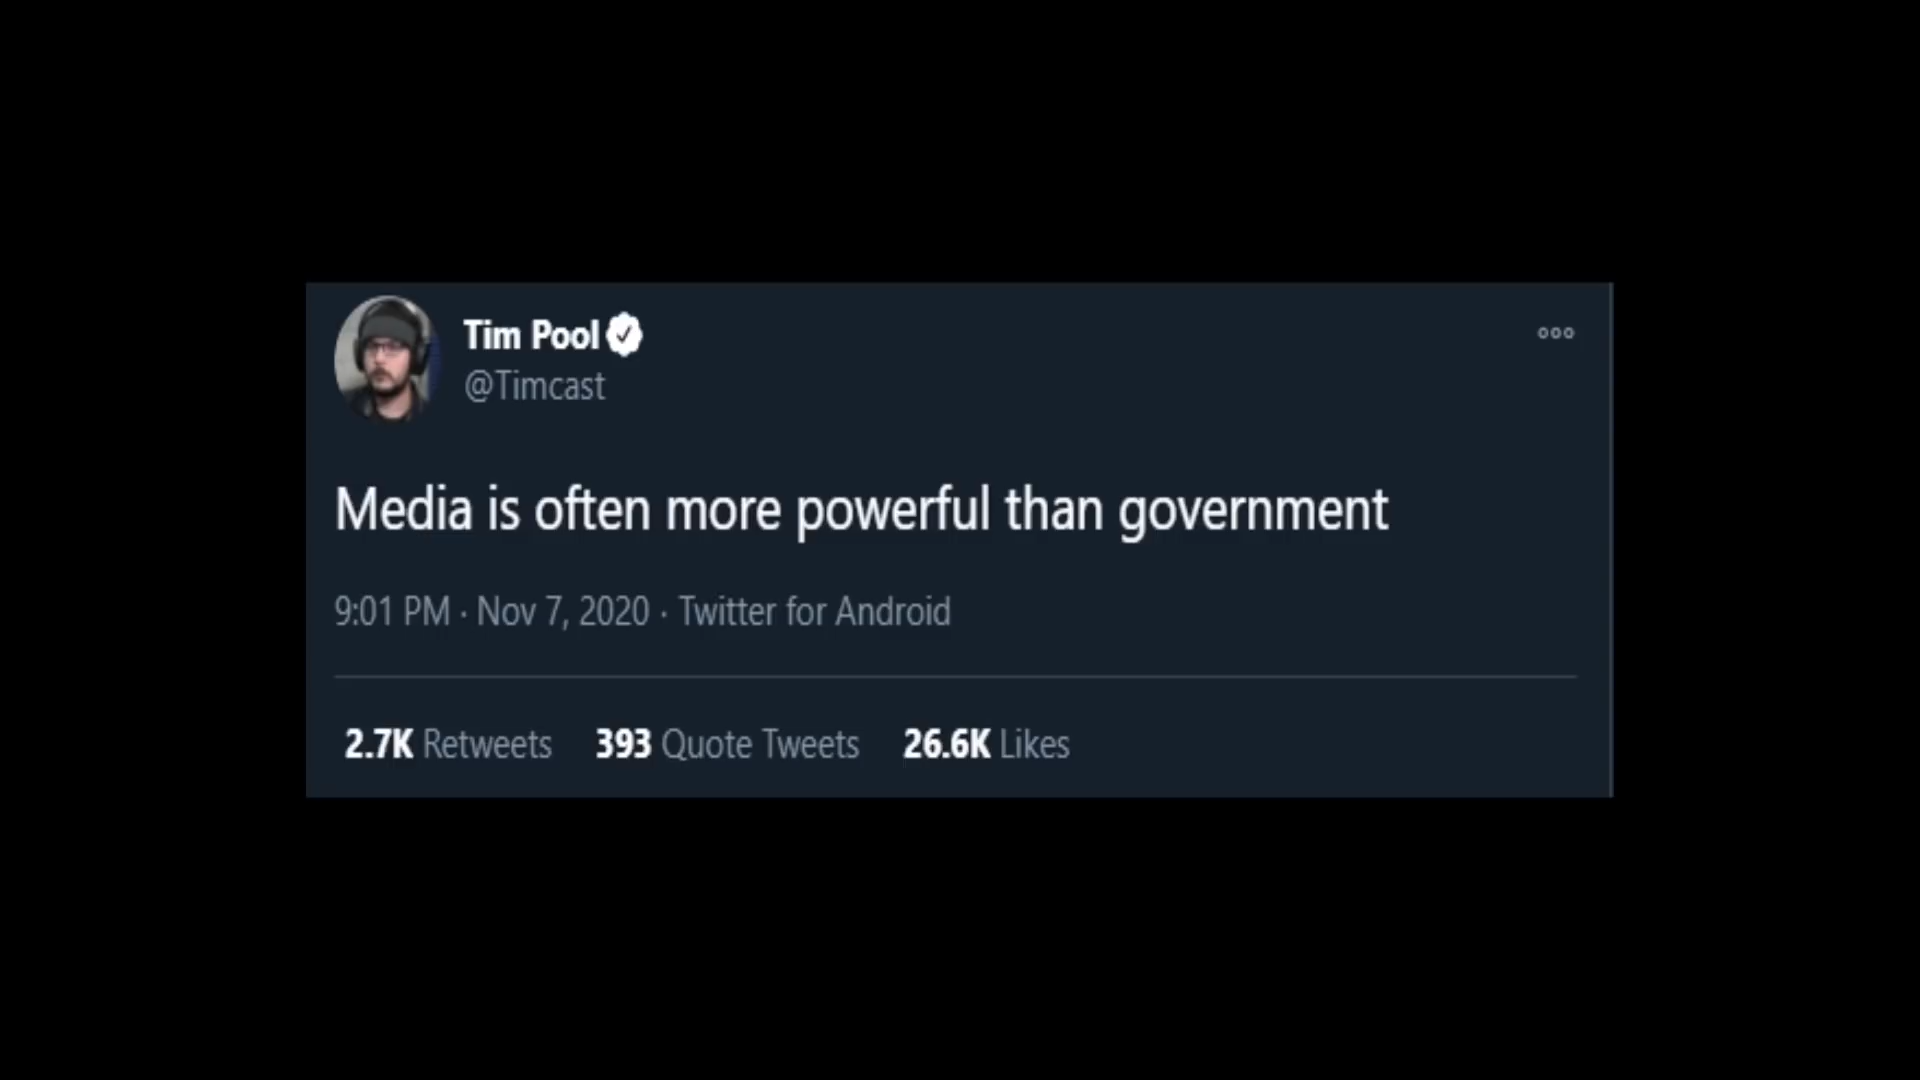 Tim Pool
@Timcast
Media is often more powerful than government
9:01 PM · Nov 7, 2020 · Twitter for Android
2.7K Retweets 393 Quote Tweets 26.6K Likes